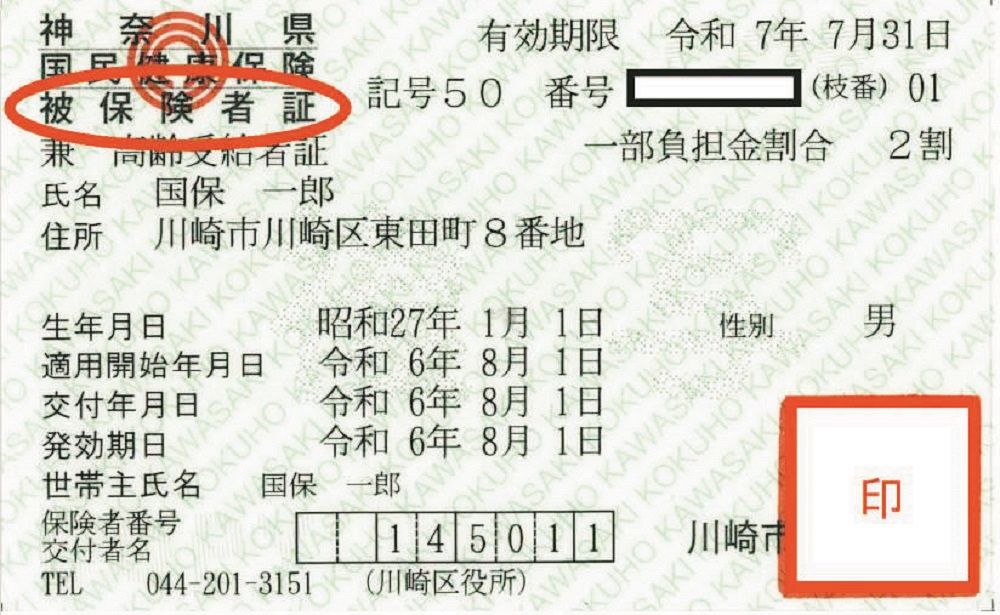 神奈川県 有効期限 令和 7年 7月31日
国民健康保険
被保険者証 記号50 番号 (枝番) 01
兼 高齢受給者証 一部負担金割合 2割
氏名 国保 一郎
住所 川崎市川崎区東田町8番地
生年月日 昭和27年 1月 1日 性別 男
適用開始年月日 令和 6年 8月 1日
交付年月日 令和 6年 8月 1日
発効期日 令和 6年 8月 1日
世帯主氏名 国保 一郎
保険者番号 145011
交付者名 川崎市 印
TEL 044-201-3151 (川崎区役所)
KAWASAKI KOKUHO